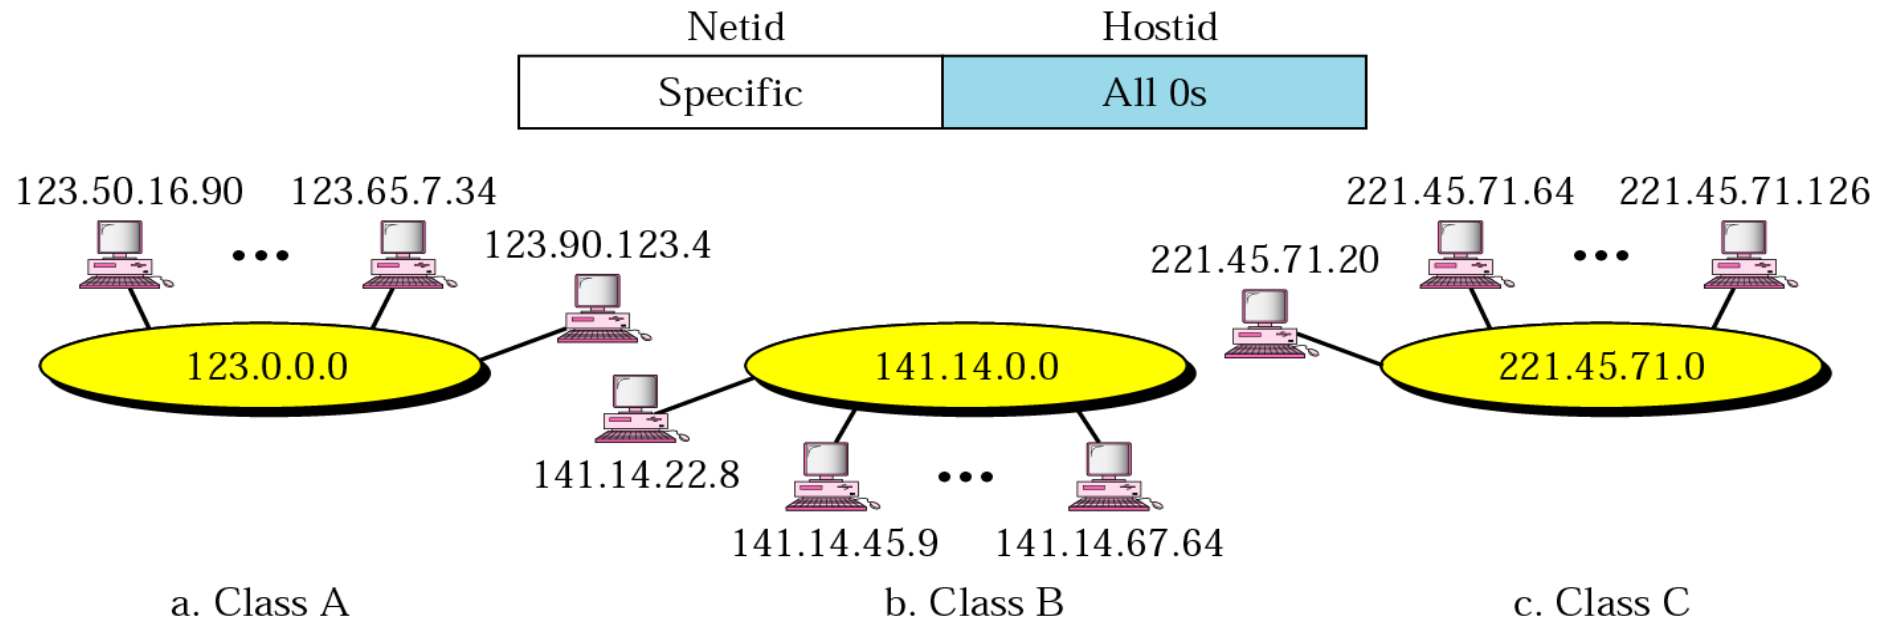 Netid Hostid
Specific All 0s
123.50.16.90 123.65.7.34 221.45.71.64 221.45.71.126
123.90.123.4 221.45.71.20
123.0.0.0 141.14.0.0 221.45.71.0
141.14.22.8
141.14.45.9 141.14.67.64
a. Class A b. Class B c. Class C